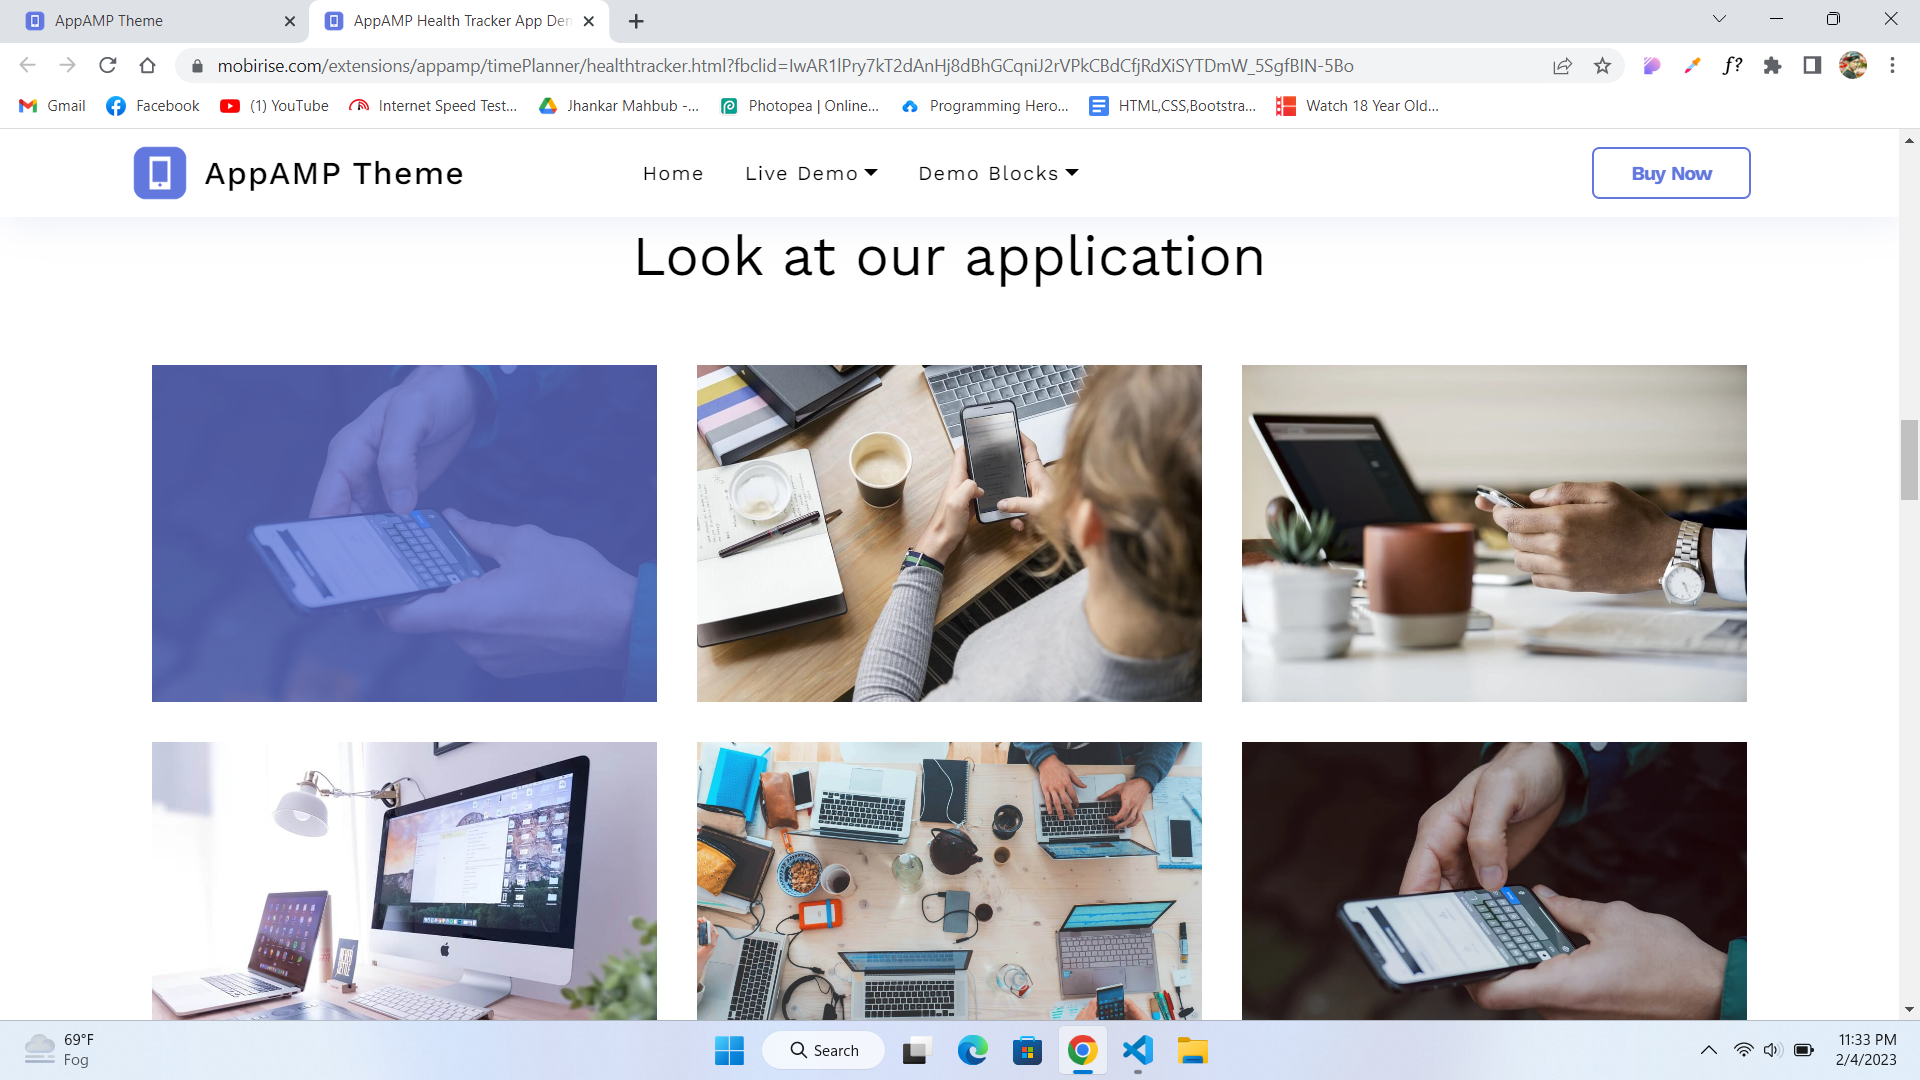 AppAMP Theme
AppAMP Health Tracker App Den
mobirise.com/extensions/appamp/timePlanner/healthtracker.html?fbclid=IwAR1lPry7kT2dAnHj8dBhGCqniJ2rVPkCBdCfjRdXiSYTDmW_5SgfBIN-5Bo
f?
Gmail
Facebook
(1) YouTube
Internet Speed Test...
Jhankar Mahbub -...
Photopea | Online...
Programming Hero...
HTML,CSS,Bootstra...
Watch 18 Year Old...
AppAMP Theme
Home
Live Demo
Demo Blocks
Buy Now
Look at our application
69°F
Fog
Search
11:33 PM
2/4/2023